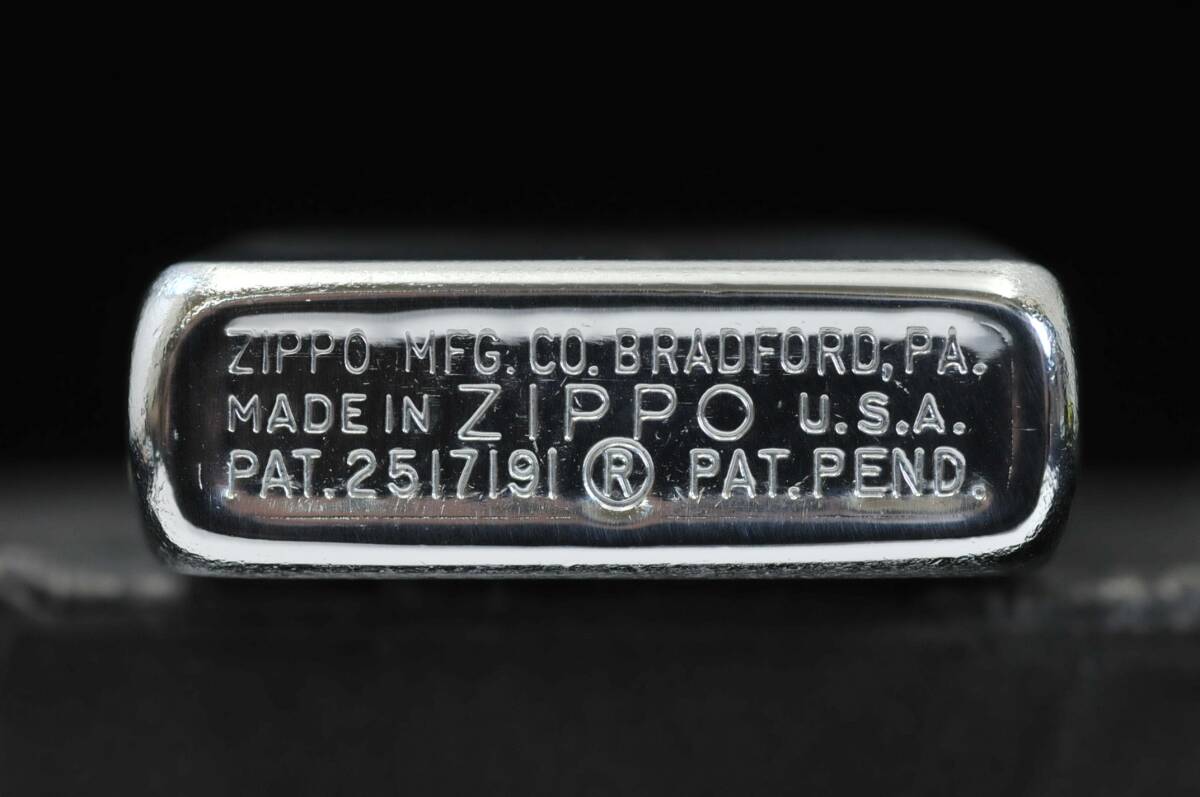 ZIPPO MFG. CO. BRADFORD, PA.
MADE IN ZIPPO U.S.A.
PAT. 2517191 ® PAT. PEND.